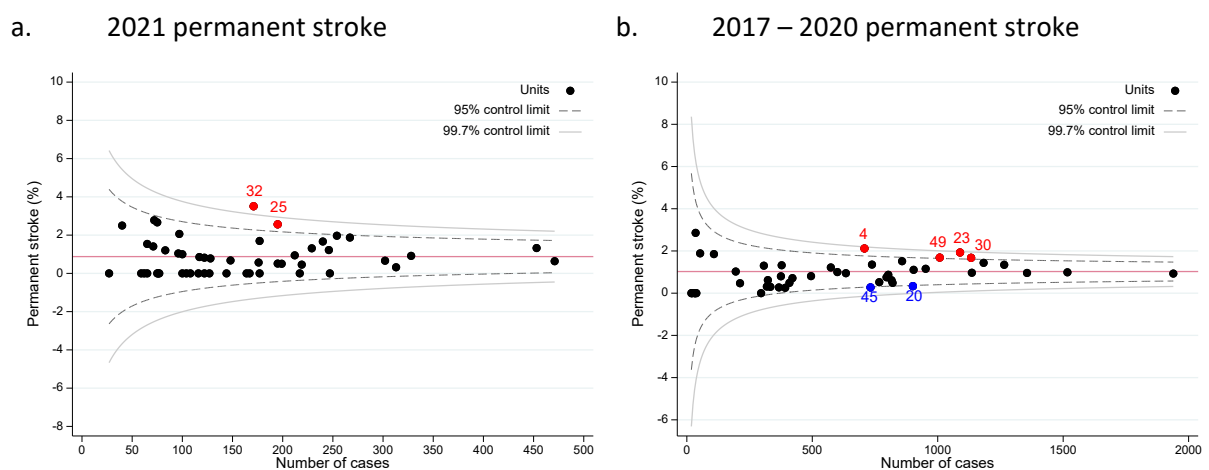 a. 2021 permanent stroke
10
8
6
4
2
0
-2
-4
-6
-8
Permanent stroke (%)
Units
95% control limit
99.7% control limit
32
25
0 50 100 150 200 250 300 350 400 450 500
Number of cases
b. 2017 – 2020 permanent stroke
10
8
6
4
2
0
-2
-4
-6
Permanent stroke (%)
Units
95% control limit
99.7% control limit
4
49
23
30
45
20
0 500 1000 1500 2000
Number of cases